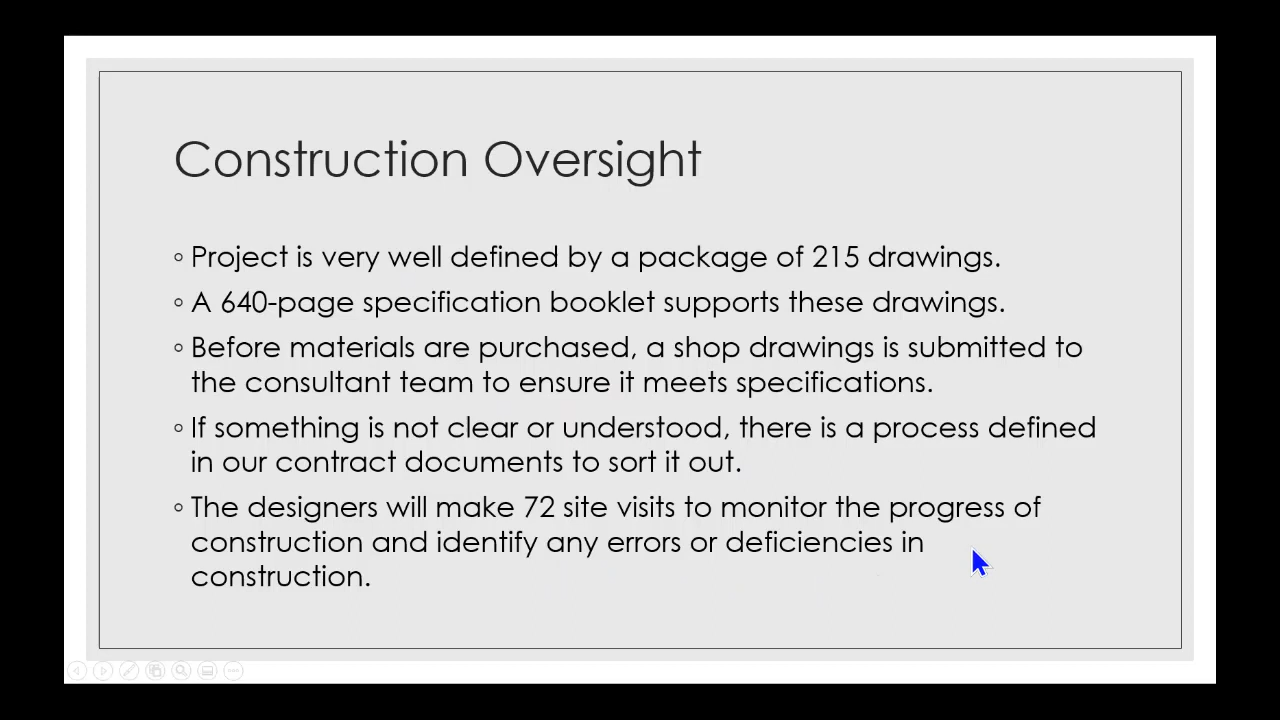 Construction Oversight
◦ Project is very well defined by a package of 215 drawings.
◦ A 640-page specification booklet supports these drawings.
◦ Before materials are purchased, a shop drawings is submitted to
the consultant team to ensure it meets specifications.
◦ If something is not clear or understood, there is a process defined
in our contract documents to sort it out.
◦ The designers will make 72 site visits to monitor the progress of
construction and identify any errors or deficiencies in
construction.